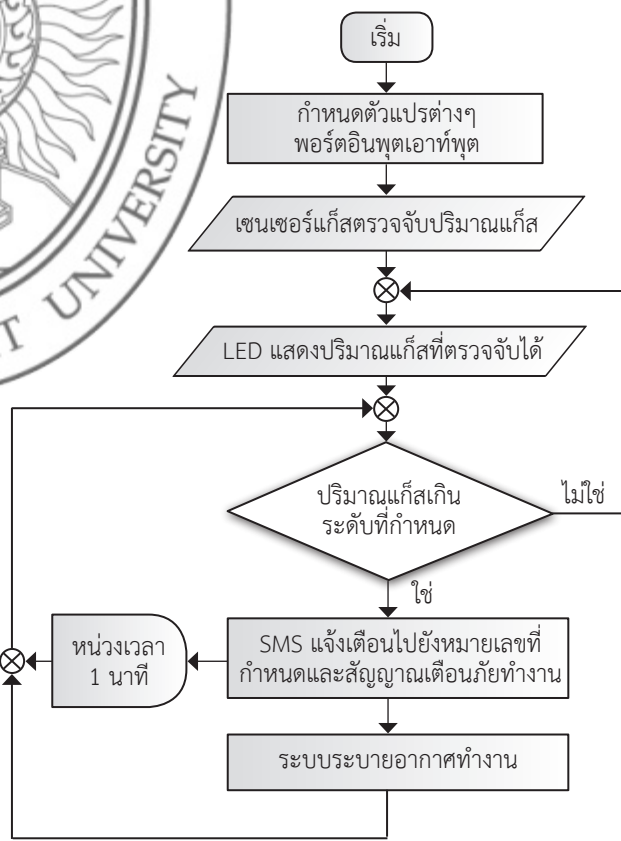 เริ่ม
กำหนดตัวแปรต่างๆ
พอร์ตอินพุตเอาท์พุต
เซนเซอร์แก็สตรวจจับปริมาณแก็ส
T UNIVERSITY
LED แสดงปริมาณแก็สที่ตรวจจับได้
ปริมาณแก็สเกิน
ระดับที่กำหนด
ไม่ใช่
ใช่
หน่วงเวลา
1 นาที
SMS แจ้งเตือนไปยังหมายเลขที่
กำหนดและสัญญาณเตือนภัยทำงาน
ระบบระบายอากาศทำงาน